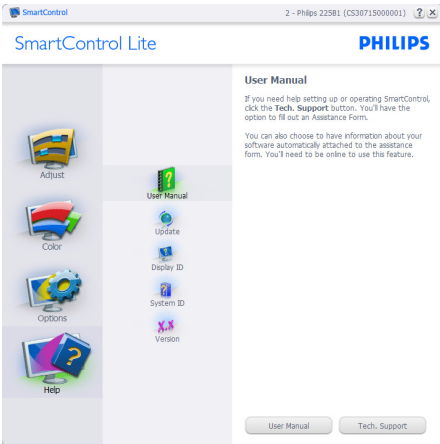 SmartControl
2 - Philips 225B1 (CS30715000001)
? X
SmartControl Lite
PHILIPS
Adjust
Color
Options
Help
User Manual
Update
Display ID
System ID
X.X
Version
User Manual
If you need help setting up or operating SmartControl,
click the Tech. Support button. You'll have the
option to fill out an Assistance Form.
You can also choose to have information about your
software automatically attached to the assistance
form. You'll need to be online to use this feature.
User Manual
Tech. Support